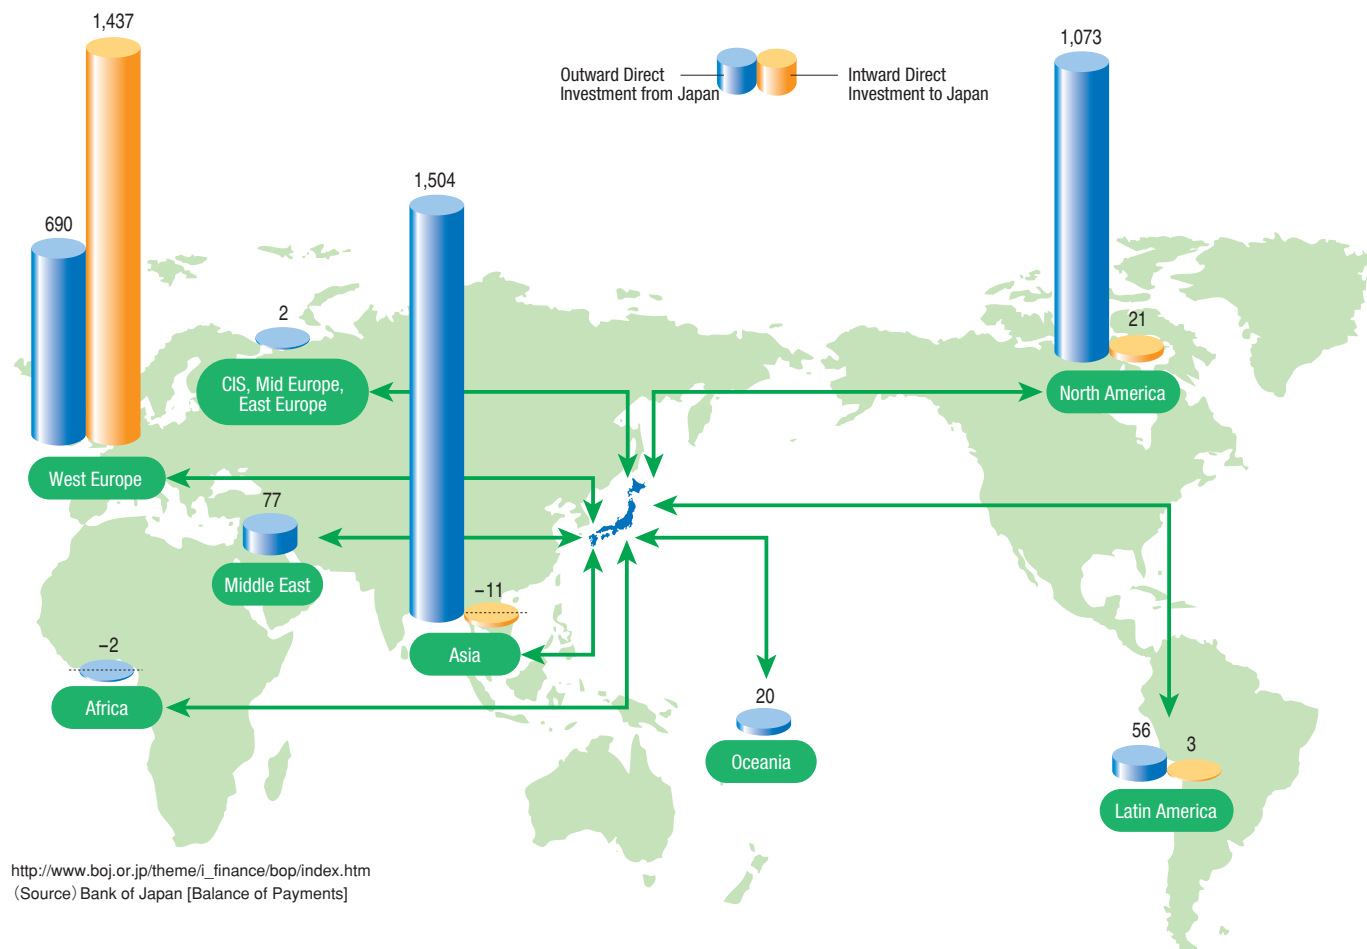 1,437
690
Outward Direct
Investment from Japan
Intward Direct
Investment to Japan
1,073
1,504
2
CIS, Mid Europe,
East Europe
21
North America
West Europe
77
Middle East
−11
Asia
−2
Africa
20
Oceania
56
3
Latin America
http://www.boj.or.jp/theme/i_finance/bop/index.htm
（Source）Bank of Japan [Balance of Payments]